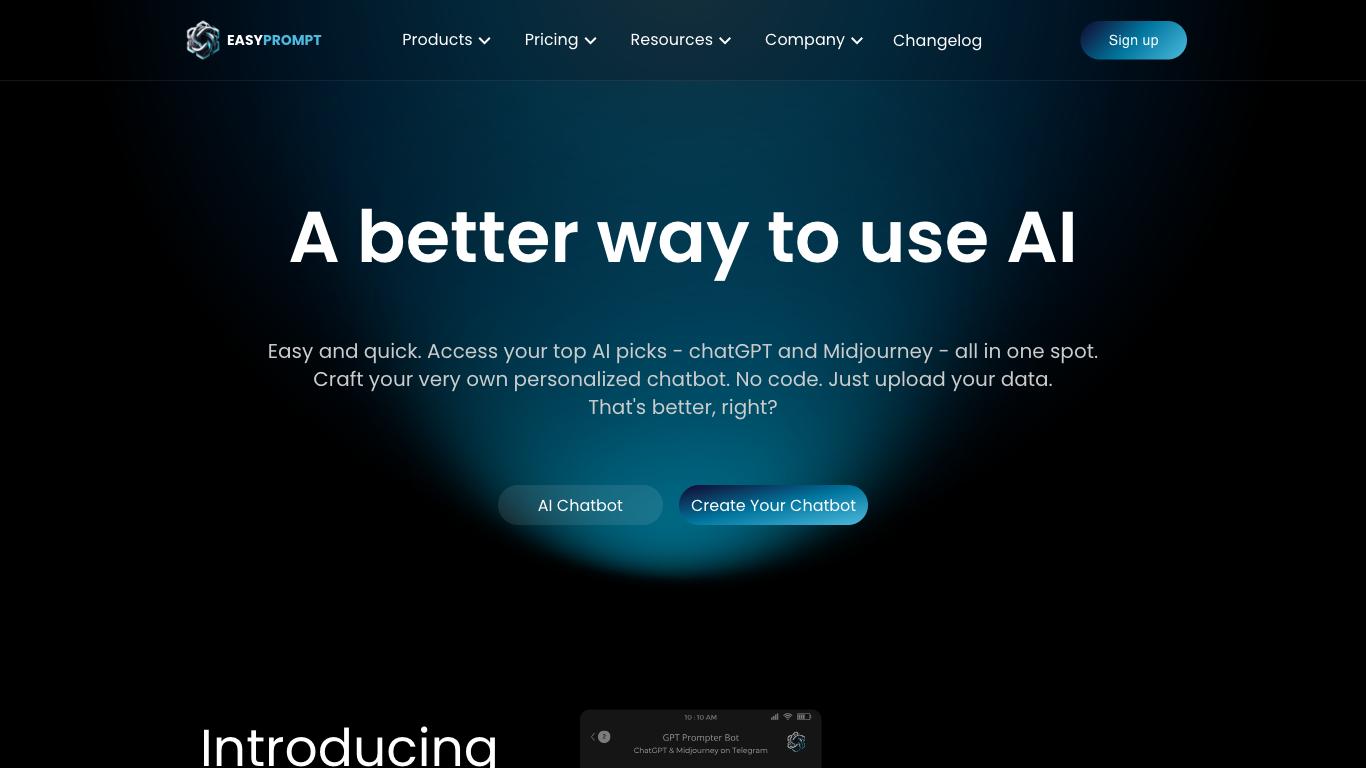 EASYPROMPT
Products
Pricing
Resources
Company
Changelog
Sign up
A better way to use AI
Easy and quick. Access your top AI picks - chatGPT and Midjourney - all in one spot.
Craft your very own personalized chatbot. No code. Just upload your data.
That's better, right?
AI Chatbot
Create Your Chatbot
Introducing
10:10 AM
2
GPT Prompter Bot
ChatGPT & Midjourney on Telegram